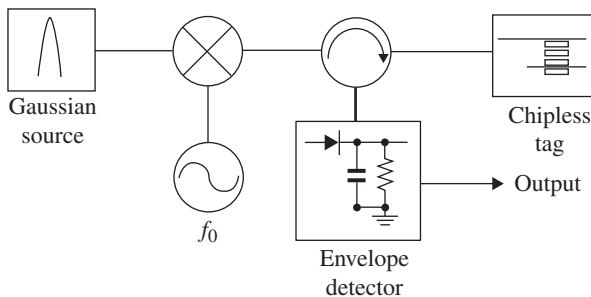 Gaussian
source
f0
Envelope
detector
Output
Chipless
tag